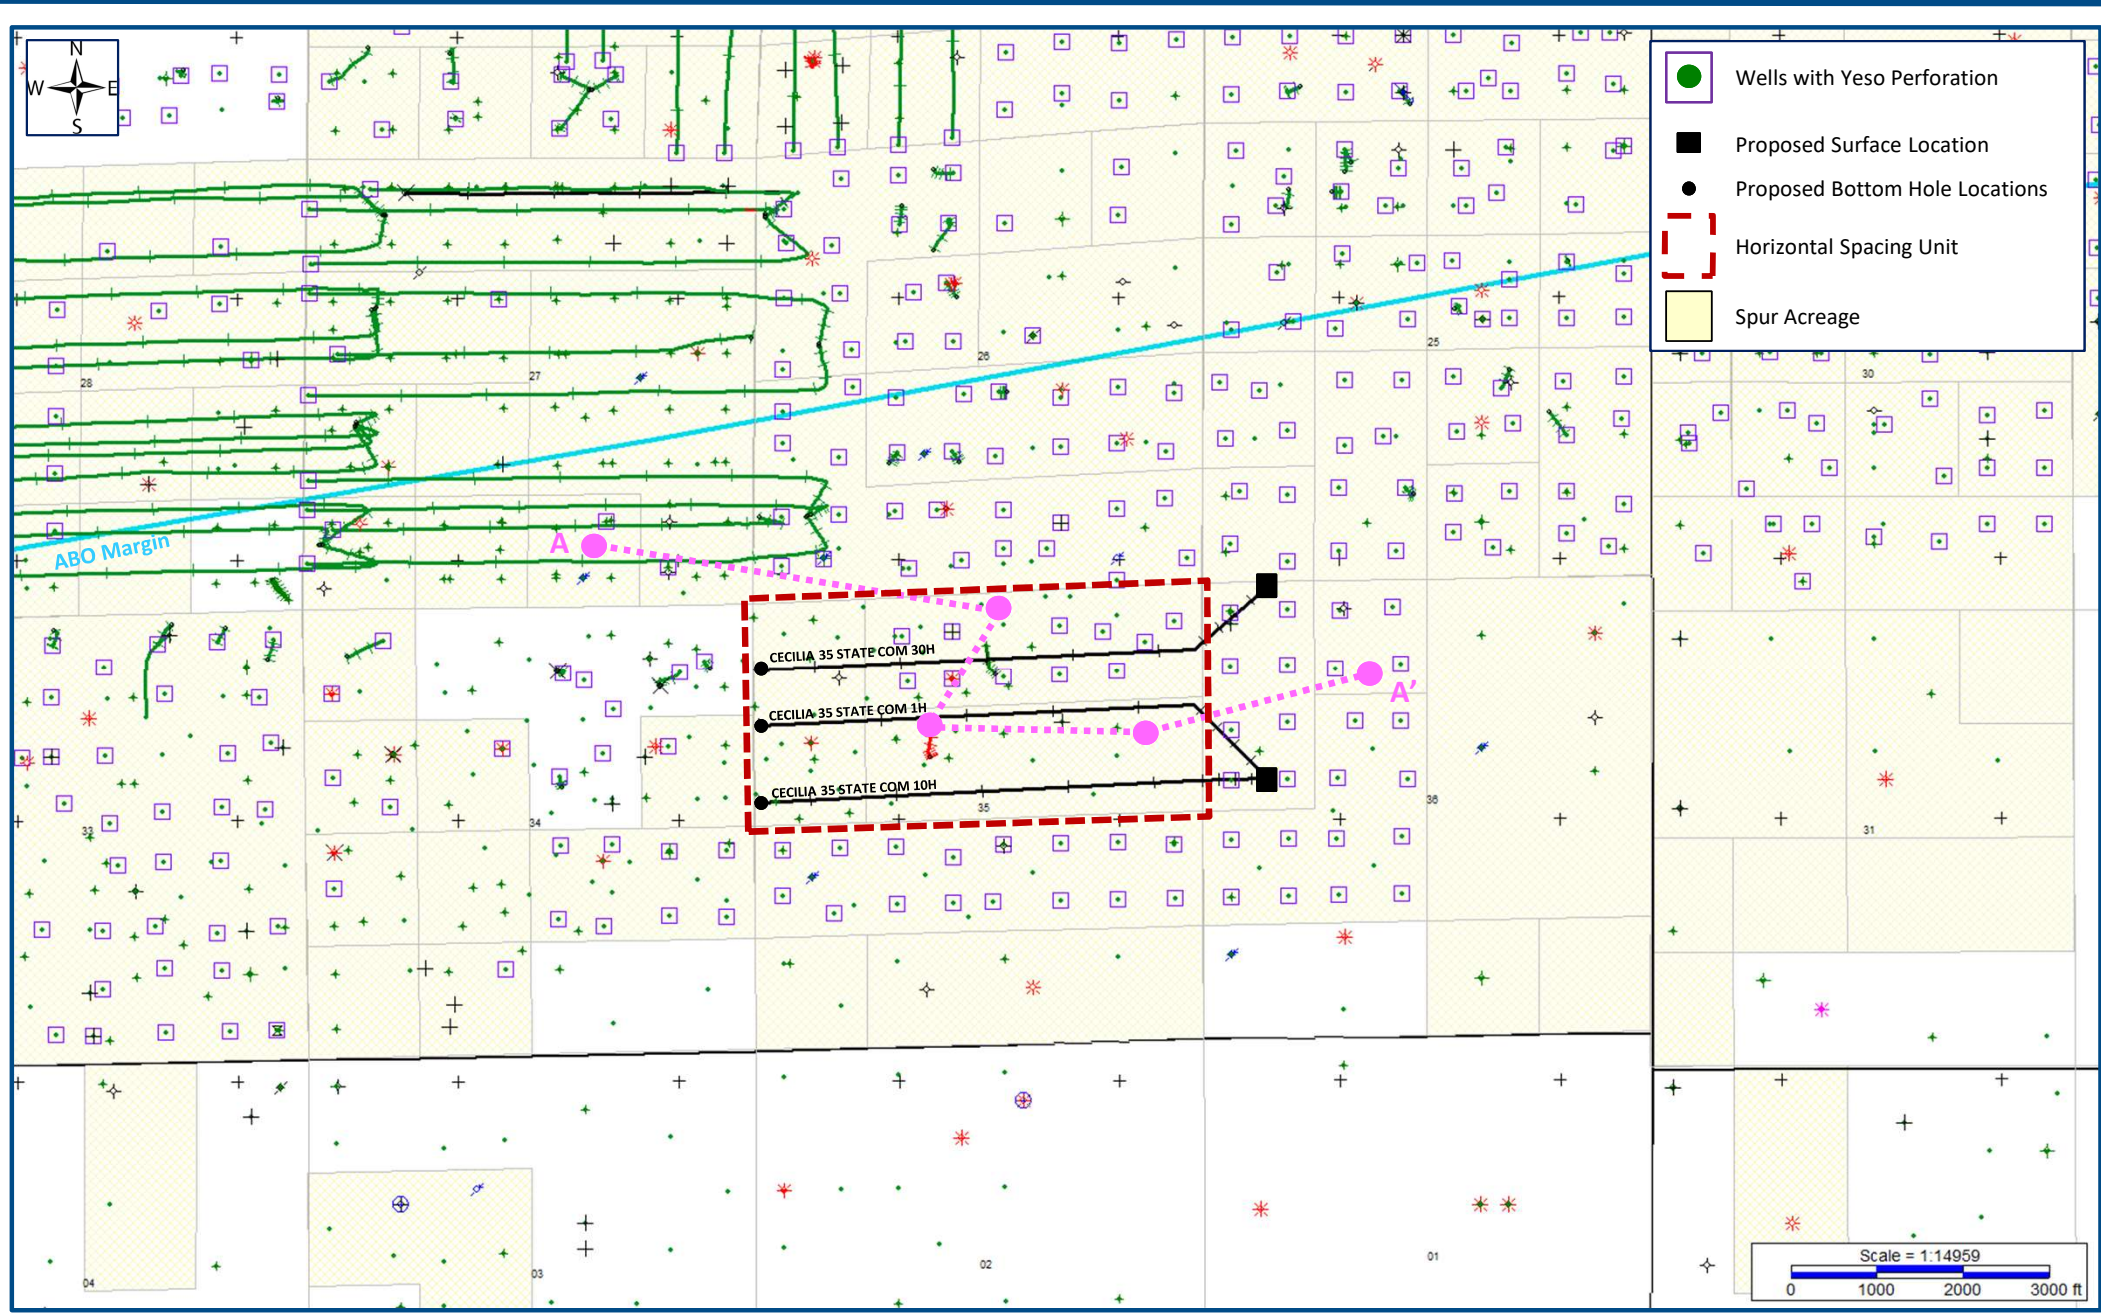 N
W E
S
Wells with Yeso Perforation
Proposed Surface Location
Proposed Bottom Hole Locations
Horizontal Spacing Unit
Spur Acreage
28
27
26
25
30
ABO Margin
A
A'
CECILIA 35 STATE COM 30H
CECILIA 35 STATE COM 1H
CECILIA 35 STATE COM 10H
33
34
35
36
31
04
03
02
01
Scale = 1:14959
0 1000 2000 3000 ft